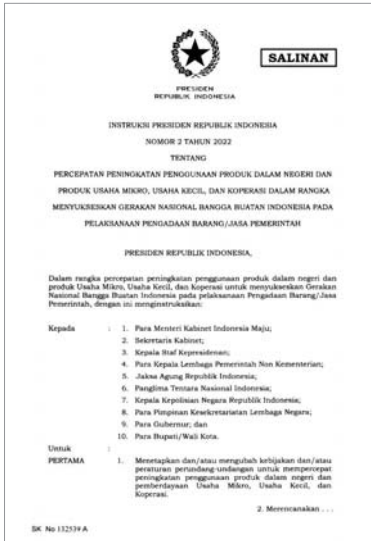 SALINAN
PRESIDEN
REPUBLIK INDONESIA
INSTRUKSI PRESIDEN REPUBLIK INDONESIA
NOMOR 2 TAHUN 2022
TENTANG
PERCEPATAN PENINGKATAN PENGGUNAAN PRODUK DALAM NEGERI DAN
PRODUK USAHA MIKRO, USAHA KECIL, DAN KOPERASI DALAM RANGKA
MENYUKSESKAN GERAKAN NASIONAL BANGGA BUATAN INDONESIA PADA
PELAKSANAAN PENGADAAN BARANG/JASA PEMERINTAH
PRESIDEN REPUBLIK INDONESIA,
Dalam rangka percepatan peningkatan penggunaan produk dalam negeri dan
produk Usaha Mikro, Usaha Kecil, dan Koperasi untuk menyukseskan Gerakan
Nasional Bangga Buatan Indonesia pada pelaksanaan Pengadaan Barang/Jasa
Pemerintah, dengan ini menginstruksikan:
Kepada : 1. Para Menteri Kabinet Indonesia Maju;
2. Sekretaris Kabinet;
3. Kepala Staf Kepresidenan;
4. Para Kepala Lembaga Pemerintah Non Kementerian;
5. Jaksa Agung Republik Indonesia;
6. Panglima Tentara Nasional Indonesia;
7. Kepala Kepolisian Negara Republik Indonesia;
8. Para Pimpinan Kesekretariatan Lembaga Negara;
9. Para Gubernur; dan
10. Para Bupati/Wali Kota.
Untuk :
PERTAMA 1. Menetapkan dan/atau mengubah kebijakan dan/atau
peraturan perundang-undangan untuk mempercepat
peningkatan penggunaan produk dalam negeri dan
pemberdayaan Usaha Mikro, Usaha Kecil, dan
Koperasi.
2. Merencanakan . . .
SK No 132539 A